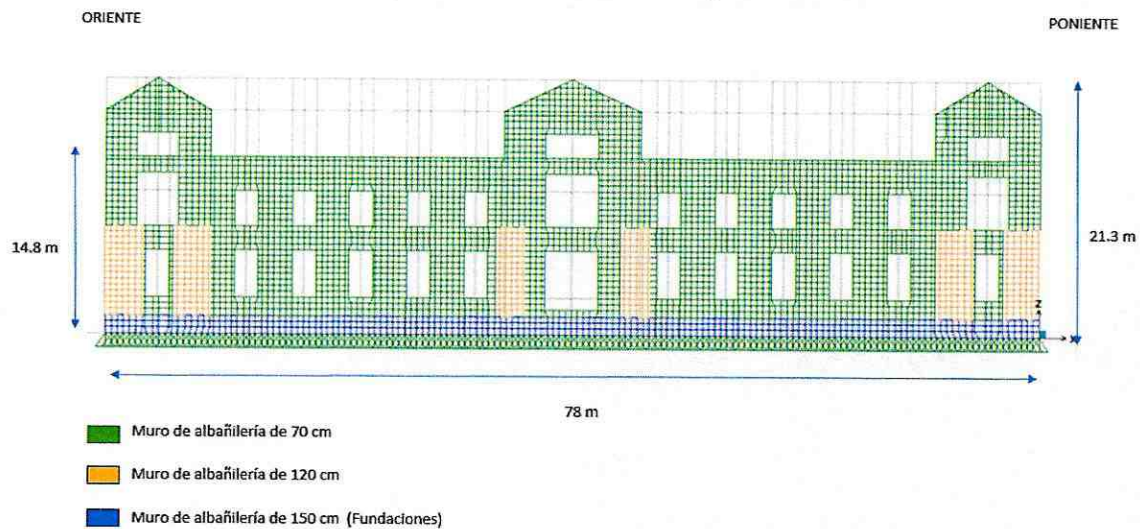 ORIENTE
PONIENTE
14.8 m
21.3 m
Z
X
78 m
Muro de albañilería de 70 cm
Muro de albañilería de 120 cm
Muro de albañilería de 150 cm (Fundaciones)